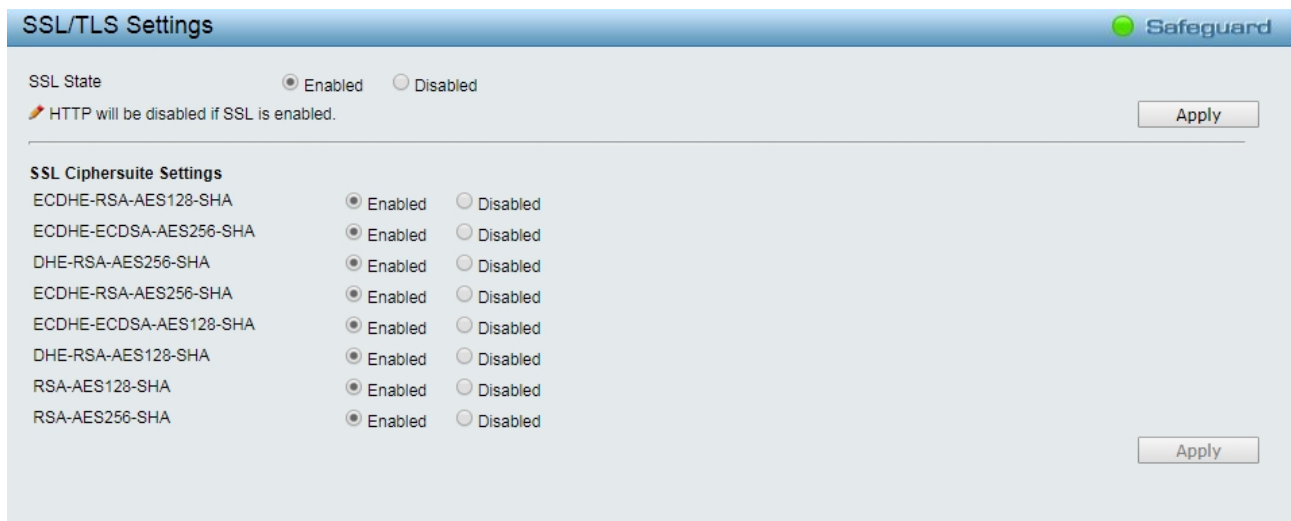 SSL/TLS Settings
Safeguard
SSL State Enabled Disabled
HTTP will be disabled if SSL is enabled.
Apply
SSL Ciphersuite Settings
ECDHE-RSA-AES128-SHA Enabled Disabled
ECDHE-ECDSA-AES256-SHA Enabled Disabled
DHE-RSA-AES256-SHA Enabled Disabled
ECDHE-RSA-AES256-SHA Enabled Disabled
ECDHE-ECDSA-AES128-SHA Enabled Disabled
DHE-RSA-AES128-SHA Enabled Disabled
RSA-AES128-SHA Enabled Disabled
RSA-AES256-SHA Enabled Disabled
Apply